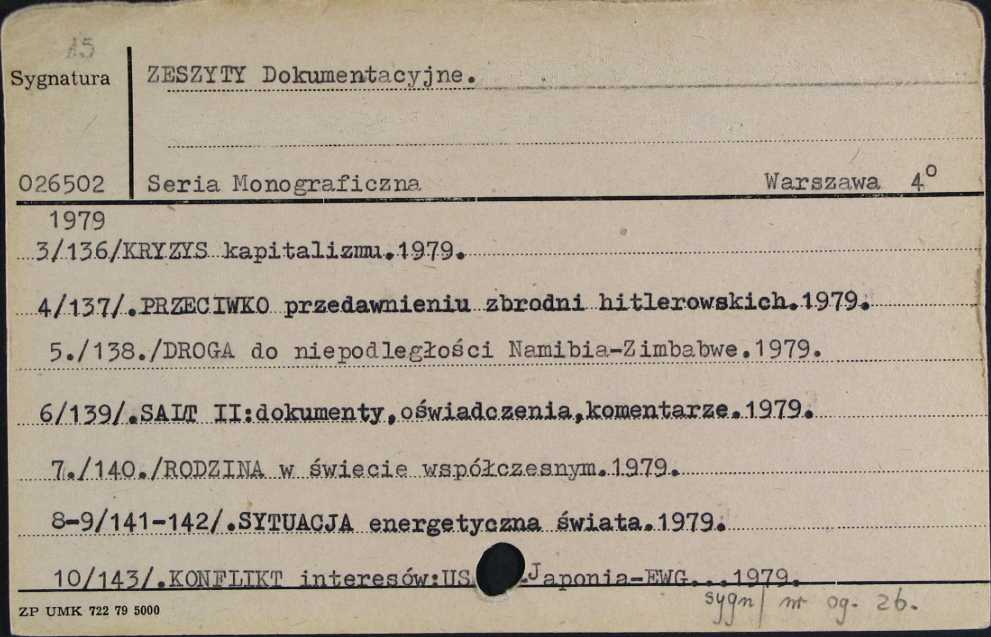 15
Sygnatura
ZESZYTY Dokumentacyjne.
026502 Seria Monograficzna Warszawa 4⁰
1979
3/136/KRYZYS kapitalizmu.1979.
4/137/.PRZECIWKO przedawnieniu zbrodni hitlerowskich.1979.
5./138./DROGA do niepodległości Namibia-Zimbabwe.1979.
6/139/.SALT II:dokumenty,oświadczenia,komentarze.1979.
7./140./RODZINA w świecie współczesnym.1979.
8-9/141-142/.SYTUACJA energetyczna świata.1979.
10/143/.KONFLIKT interesów:US Japonia-EWG...1979.
sygn/ nr og. 26.
ZP UMK 722 79 5000